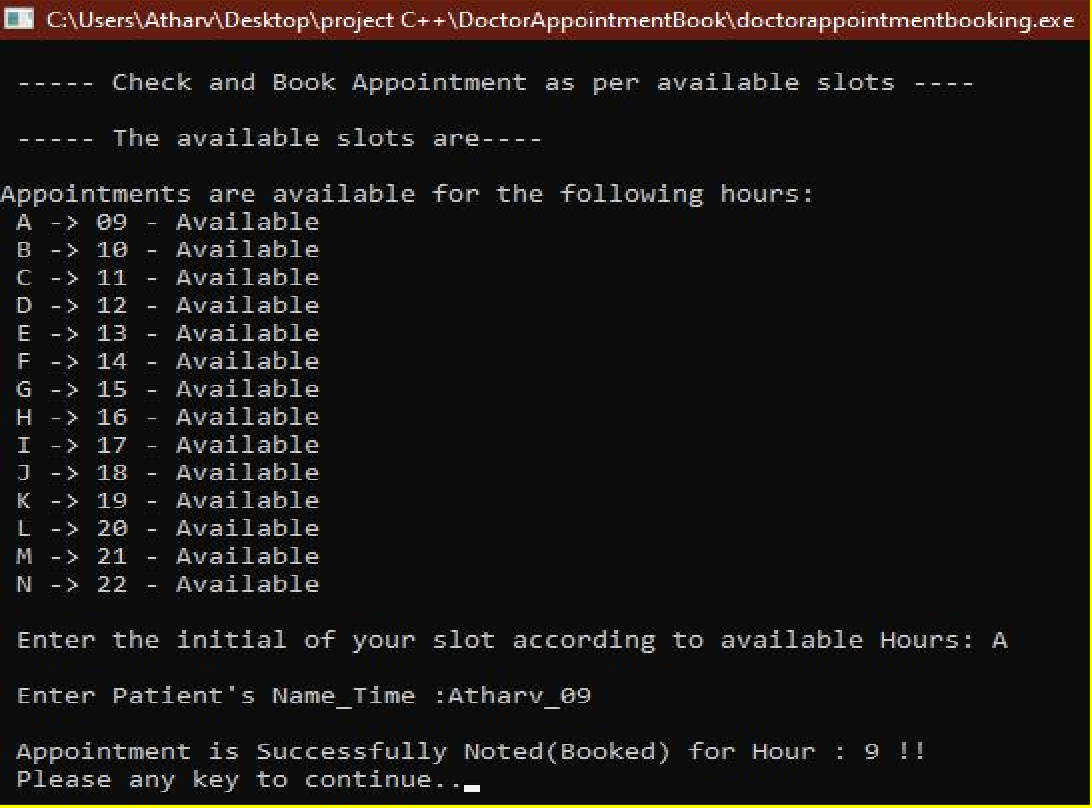 C:\Users\Atharv\Desktop\project C++\DoctorAppointmentBook\doctorappointmentbooking.exe
----- Check and Book Appointment as per available slots ----
----- The available slots are----
Appointments are available for the following hours:
A -> 09 - Available
B -> 10 - Available
C -> 11 - Available
D -> 12 - Available
E -> 13 - Available
F -> 14 - Available
G -> 15 - Available
H -> 16 - Available
I -> 17 - Available
J -> 18 - Available
K -> 19 - Available
L -> 20 - Available
M -> 21 - Available
N -> 22 - Available
Enter the initial of your slot according to available Hours: A
Enter Patient's Name_Time :Atharv_09
Appointment is Successfully Noted(Booked) for Hour : 9 !!
Please any key to continue..